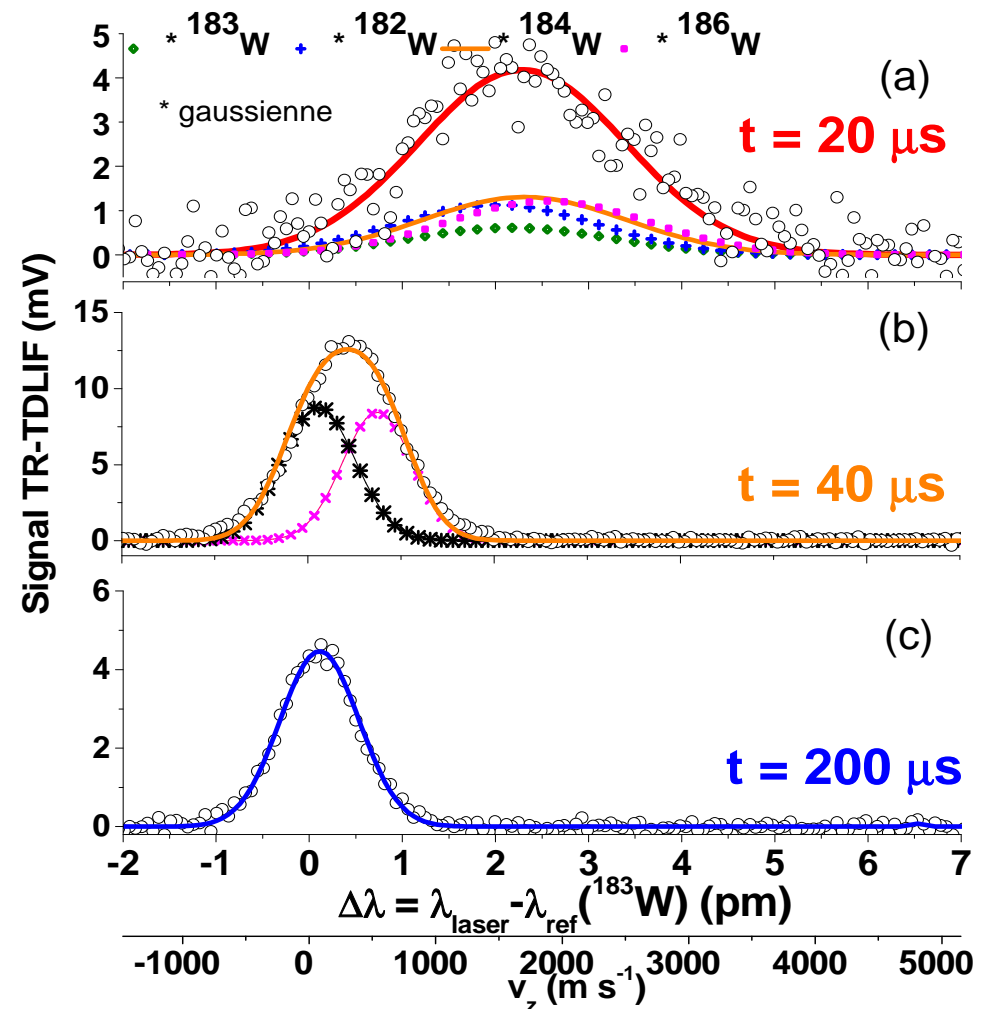 * 183W * 182W * 184W * 186W
* gaussienne
(a)
t = 20 μs
5
4
3
2
1
0
Signal TR-TDLIF (mV)
(b)
t = 40 μs
15
10
5
0
(c)
t = 200 μs
6
4
2
0
-2 -1 0 1 2 3 4 5 6 7
Δλ = λlaser-λref(183W) (pm)
-1000 0 1000 2000 3000 4000 5000
vz (m s-1)